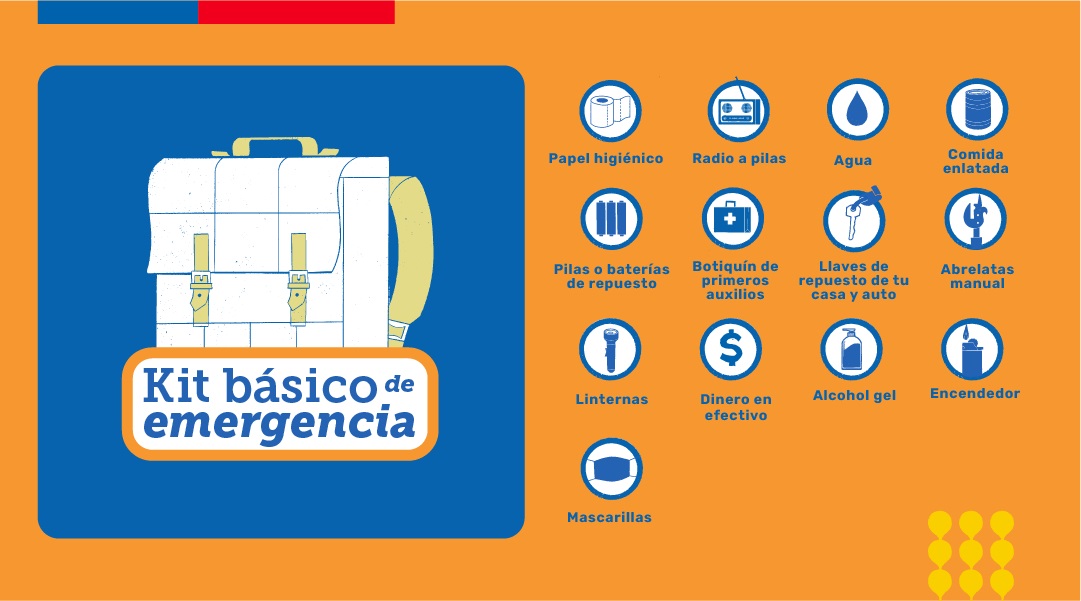 Kit básico de
emergencia
Papel higiénico
Radio a pilas
Agua
Comida
enlatada
Pilas o baterías
de repuesto
Botiquín de
primeros
auxilios
Llaves de
repuesto de tu
casa y auto
Abrelatas
manual
Linternas
Dinero en
efectivo
Alcohol gel
Encendedor
Mascarillas